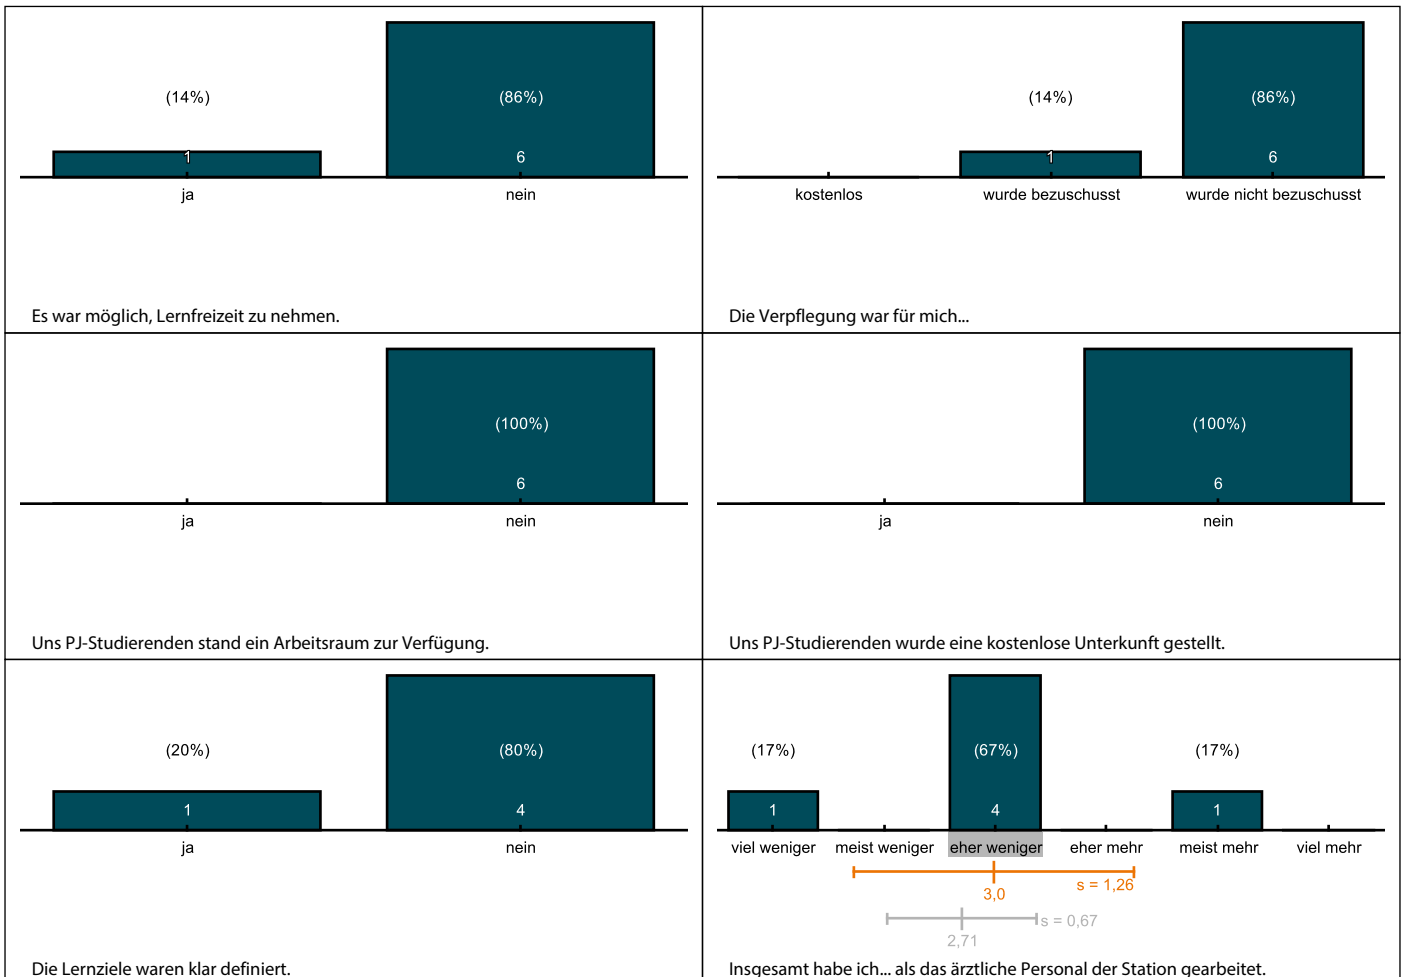 (14%)
(86%)
1
6
ja
nein
Es war möglich, Lernfreizeit zu nehmen.
(14%)
(86%)
1
6
kostenlos
wurde bezuschusst
wurde nicht bezuschusst
Die Verpflegung war für mich...
(100%)
6
ja
nein
Uns PJ-Studierenden stand ein Arbeitsraum zur Verfügung.
(100%)
6
ja
nein
Uns PJ-Studierenden wurde eine kostenlose Unterkunft gestellt.
(20%)
(80%)
1
4
ja
nein
Die Lernziele waren klar definiert.
(17%)
(67%)
(17%)
1
4
1
viel weniger
meist weniger
eher weniger
eher mehr
meist mehr
viel mehr
s = 1,26
3,0
s = 0,67
2,71
Insgesamt habe ich... als das ärztliche Personal der Station gearbeitet.